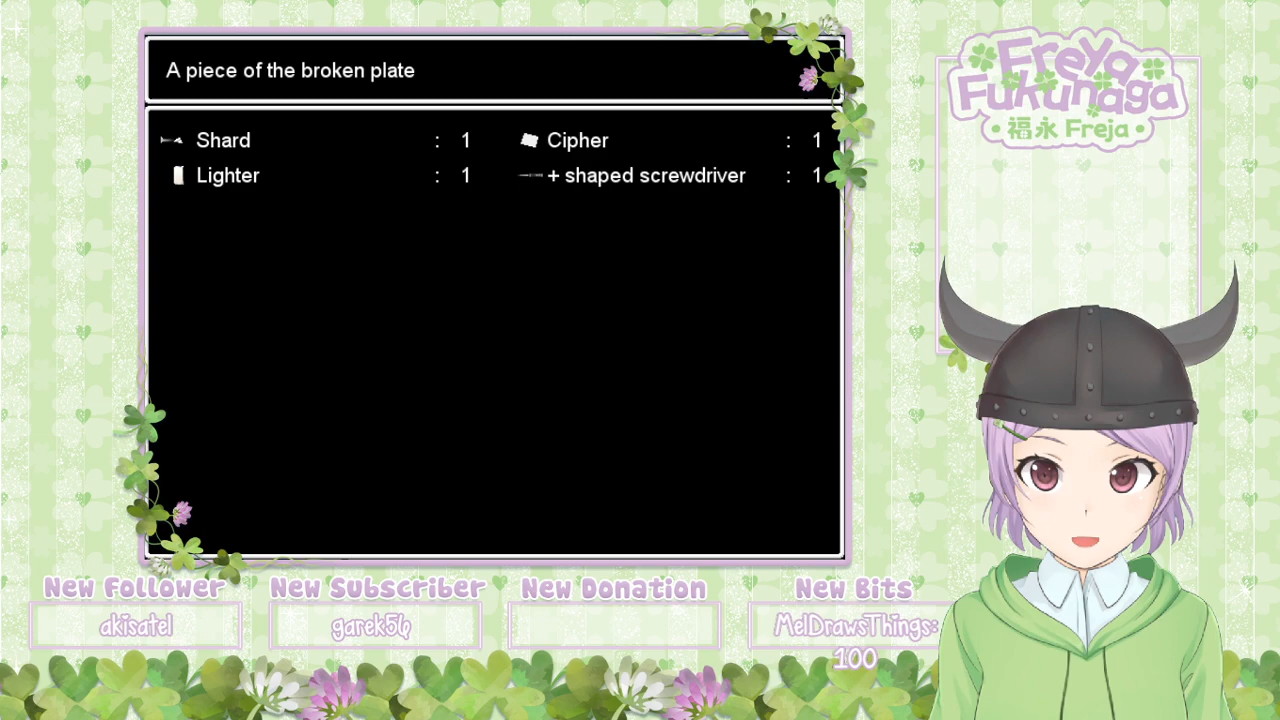 A piece of the broken plate
Shard : 1
Cipher : 1
Lighter : 1
+ shaped screwdriver : 1
Freya
Fukunaga
• 福永 Freja •
New Follower
akisatel
New Subscriber
garek56
New Donation
New Bits
MelDrawsThings:
100